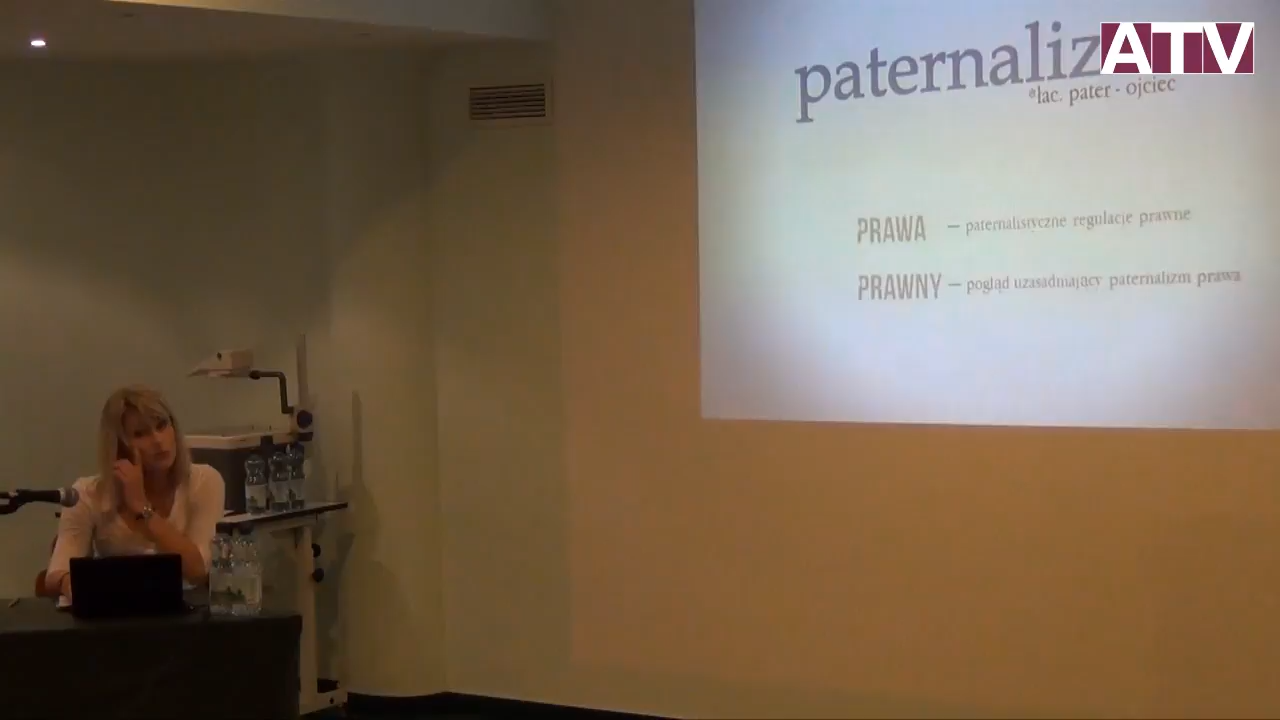 paternaliz
ATV
*łac. pater - ojciec
PRAWA – paternalistyczne regulacje prawne
PRAWNY – pogląd uzasadniający paternalizm prawa